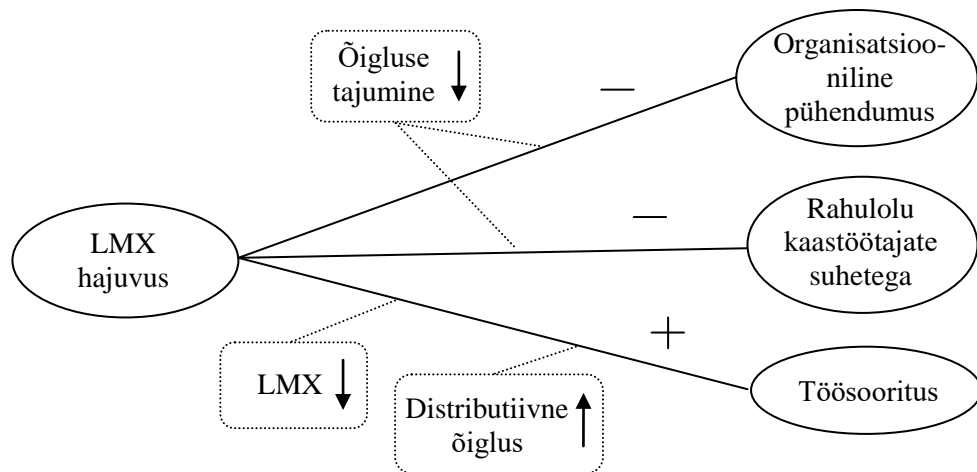 Õigluse
tajumine
Organisatsioo-
niline
pühendumus
—
LMX
hajuvus
—
Rahulolu
kaastöötajate
suhetega
+
LMX
Distributiivne
õiglus
Töösooritus